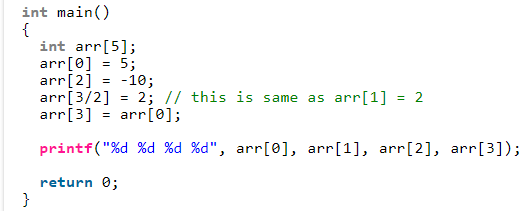 int main()
{
int arr[5];
arr[0] = 5;
arr[2] = -10;
arr[3/2] = 2; // this is same as arr[1] = 2
arr[3] = arr[0];
printf("%d %d %d %d", arr[0], arr[1], arr[2], arr[3]);
return 0;
}